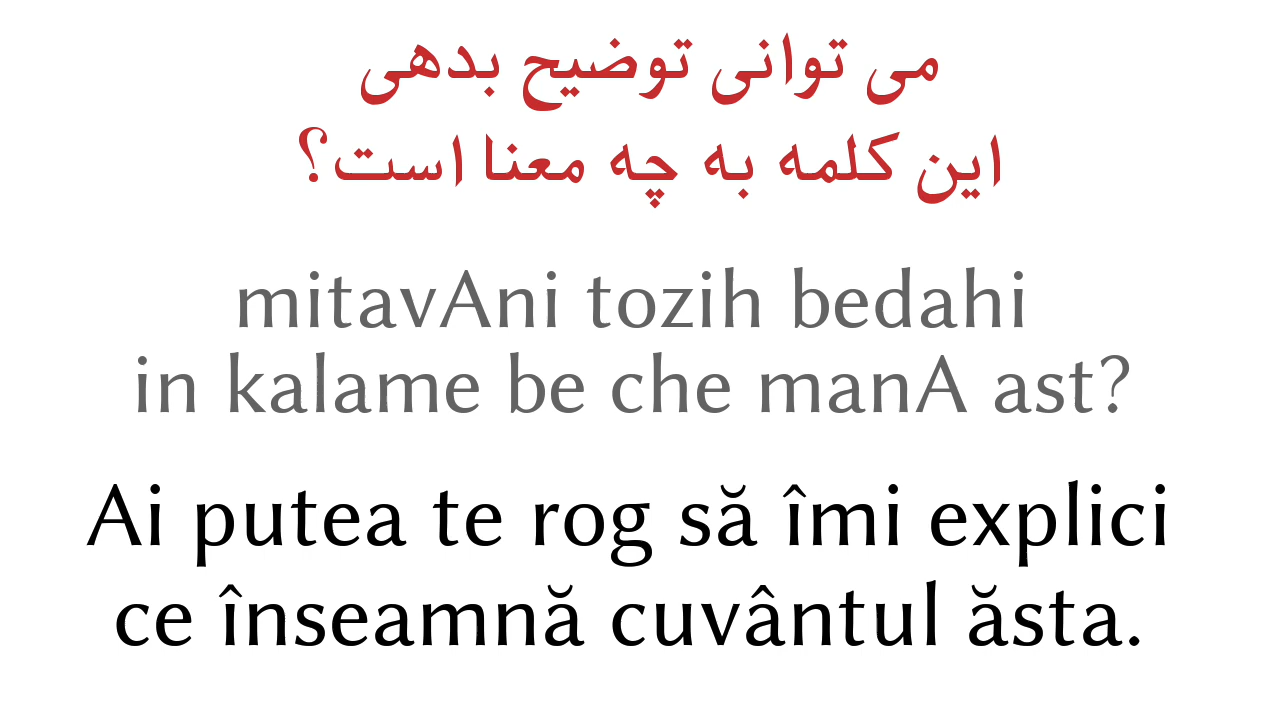 می توانی توضیح بدهی
این کلمه به چه معنا است؟
mitavAni tozih bedahi
in kalame be che manA ast?
Ai putea te rog să îmi explici
ce înseamnă cuvântul ăsta.